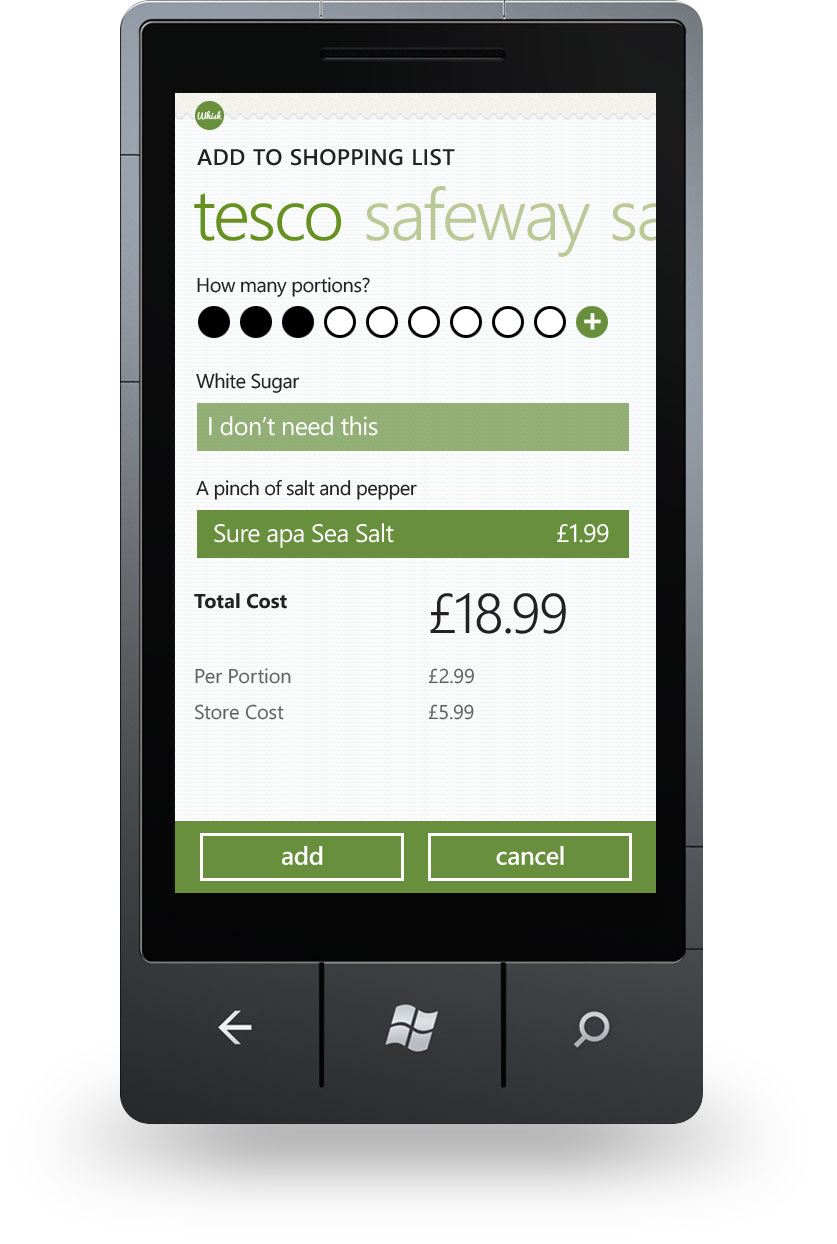 Whisk
ADD TO SHOPPING LIST
tesco safeway sa
How many portions?
White Sugar
I don't need this
A pinch of salt and pepper
Sure apa Sea Salt £1.99
Total Cost £18.99
Per Portion £2.99
Store Cost £5.99
add cancel